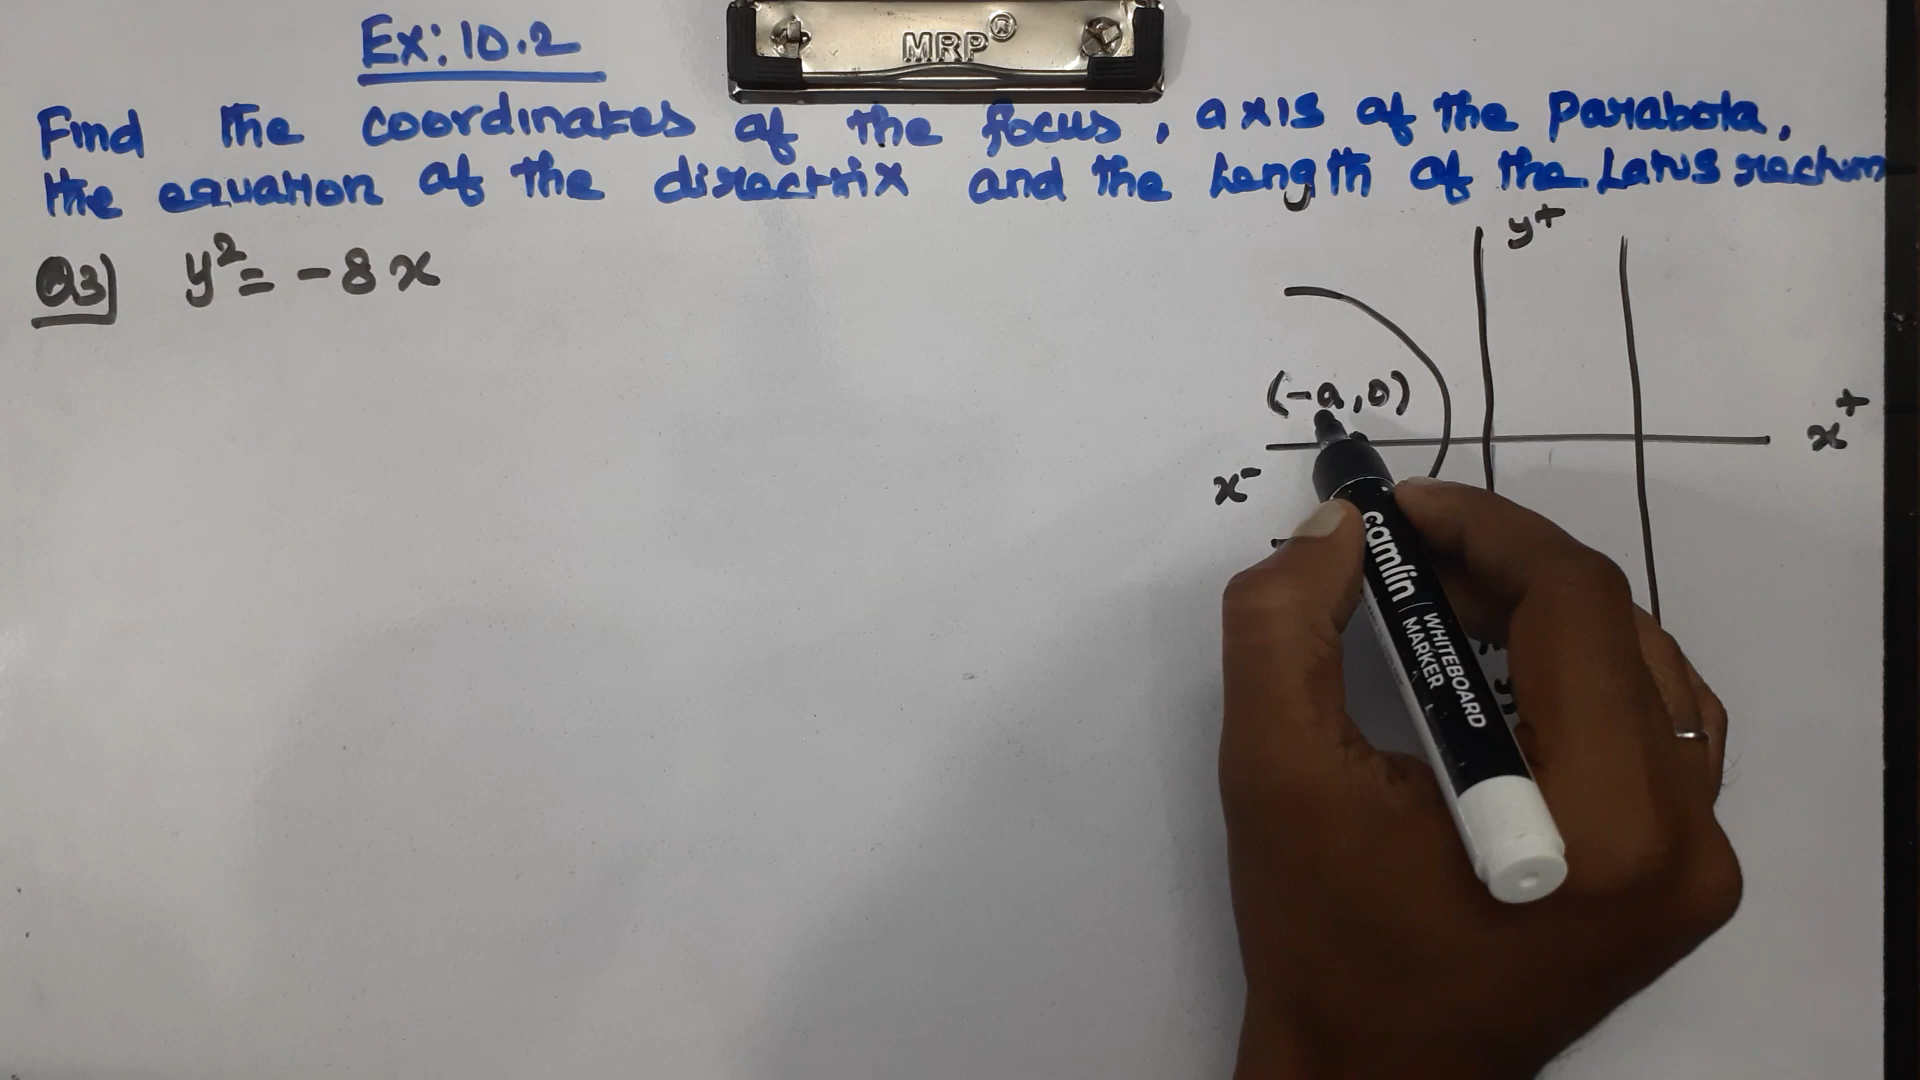 Ex: 10.2
MRP®
Find the coordinates of the focus, axis of the parabola,
the equation of the directrix and the length of the Latus rectum
Q3) y² = -8x
y+
(-a, 0)
x+
x-
camlin
WHITEBOARD
MARKER